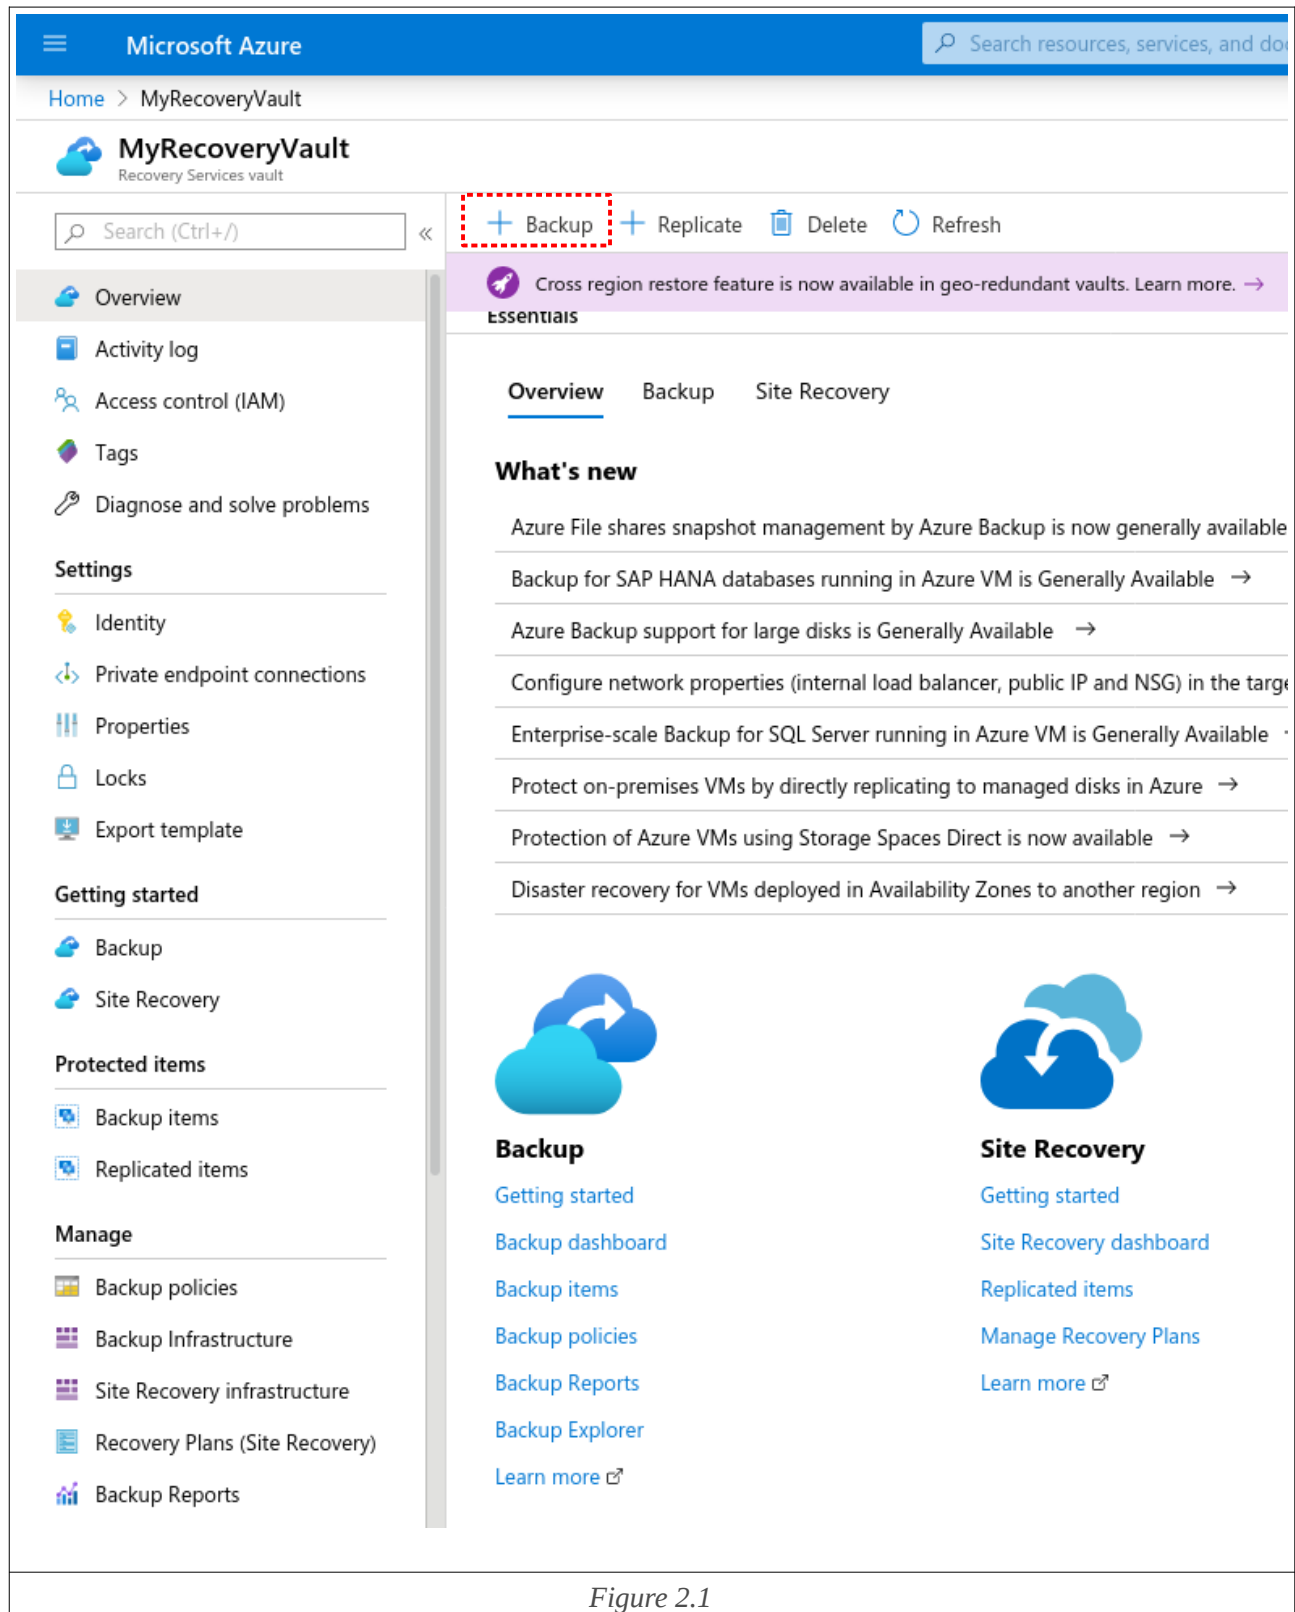 Microsoft Azure
Search resources, services, and do
Home > MyRecoveryVault
MyRecoveryVault
Recovery Services vault
Search (Ctrl+/)
«
Backup
Replicate
Delete
Refresh
Cross region restore feature is now available in geo-redundant vaults. Learn more. →
Essentials
Overview
Activity log
Access control (IAM)
Tags
Diagnose and solve problems
Settings
Identity
Private endpoint connections
Properties
Locks
Export template
Getting started
Backup
Site Recovery
Protected items
Backup items
Replicated items
Manage
Backup policies
Backup Infrastructure
Site Recovery infrastructure
Recovery Plans (Site Recovery)
Backup Reports
Overview
Backup
Site Recovery
What's new
Azure File shares snapshot management by Azure Backup is now generally available
Backup for SAP HANA databases running in Azure VM is Generally Available →
Azure Backup support for large disks is Generally Available →
Configure network properties (internal load balancer, public IP and NSG) in the targe
Enterprise-scale Backup for SQL Server running in Azure VM is Generally Available
Protect on-premises VMs by directly replicating to managed disks in Azure →
Protection of Azure VMs using Storage Spaces Direct is now available →
Disaster recovery for VMs deployed in Availability Zones to another region →
Backup
Getting started
Backup dashboard
Backup items
Backup policies
Backup Reports
Backup Explorer
Learn more
Site Recovery
Getting started
Site Recovery dashboard
Replicated items
Manage Recovery Plans
Learn more
Figure 2.1